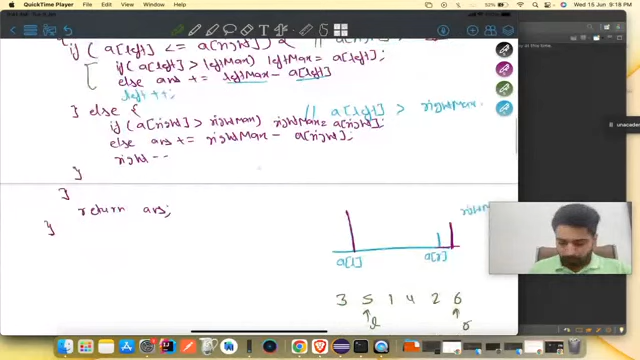 QuickTime Player File Edit View Window Help
Wed 15 Jun 9:18 PM
if ( a[left] <= a[right] ) {
if (a[left] > leftMax) leftMax = a[left];
else ans += leftMax - a[left]
left ++;
} else { // a[left] > rightMax.
if (a[right] > rightMax) rightMax = a[right];
else ans += rightMax - a[right];
right --
}
}
return ans;
}
a[l] a[r]
3 5 1 4 2 6
l r